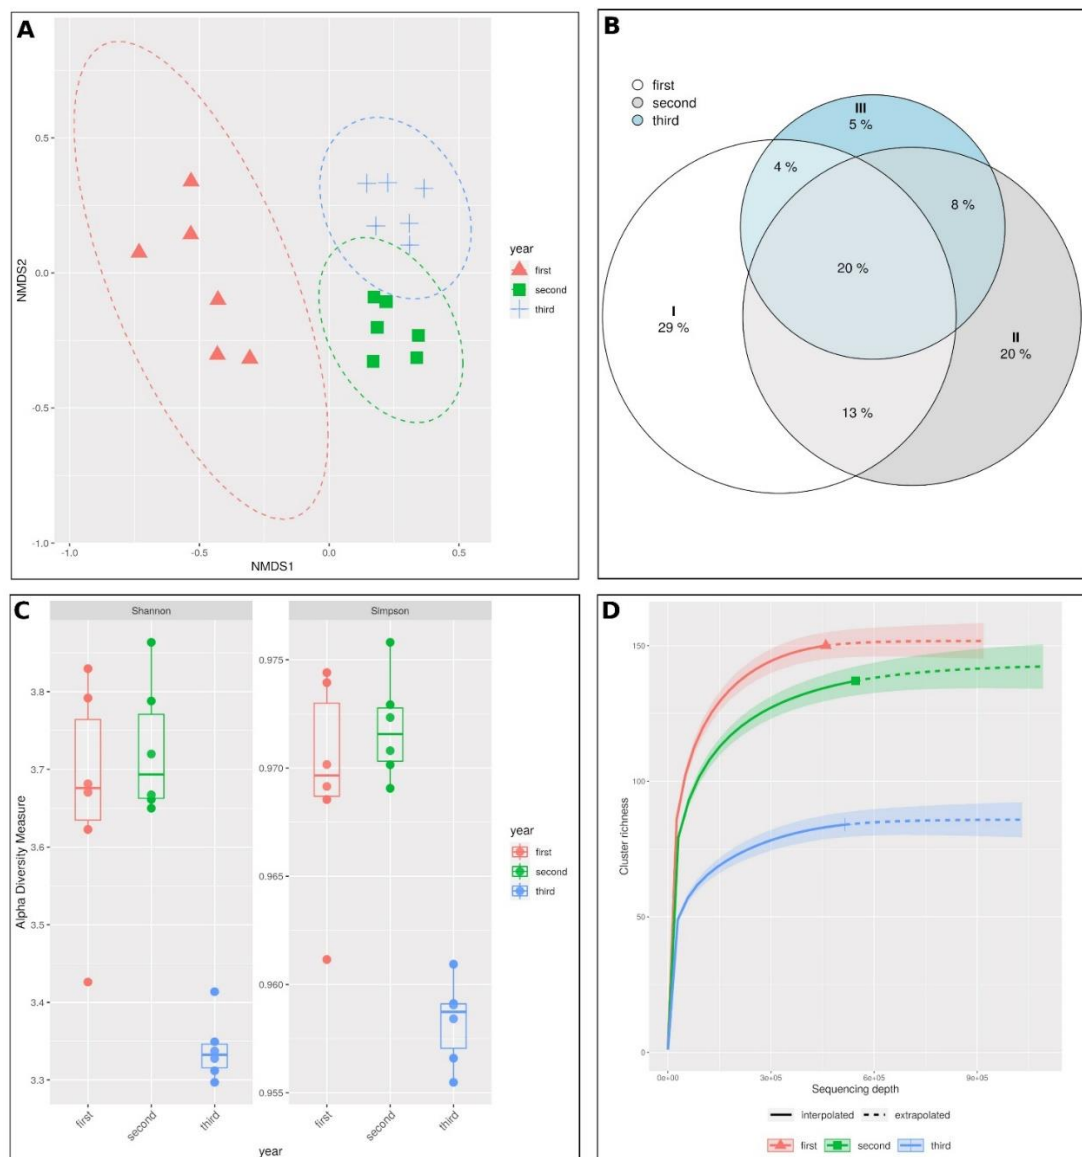 A
0.5
0.0
-0.5
-1.0
NMDS2
-1.0
-0.5
0.0
0.5
NMDS1
year
first
second
third
B
first
second
third
III
5 %
4 %
8 %
20 %
I
29 %
II
20 %
13 %
C
Shannon
Simpson
Alpha Diversity Measure
3.8
3.7
3.6
3.5
3.4
3.3
0.975
0.970
0.965
0.960
0.955
first
second
third
first
second
third
year
year
first
second
third
D
150
100
50
0
Cluster richness
0e+00
3e+05
6e+05
9e+05
Sequencing depth
interpolated
extrapolated
first
second
third